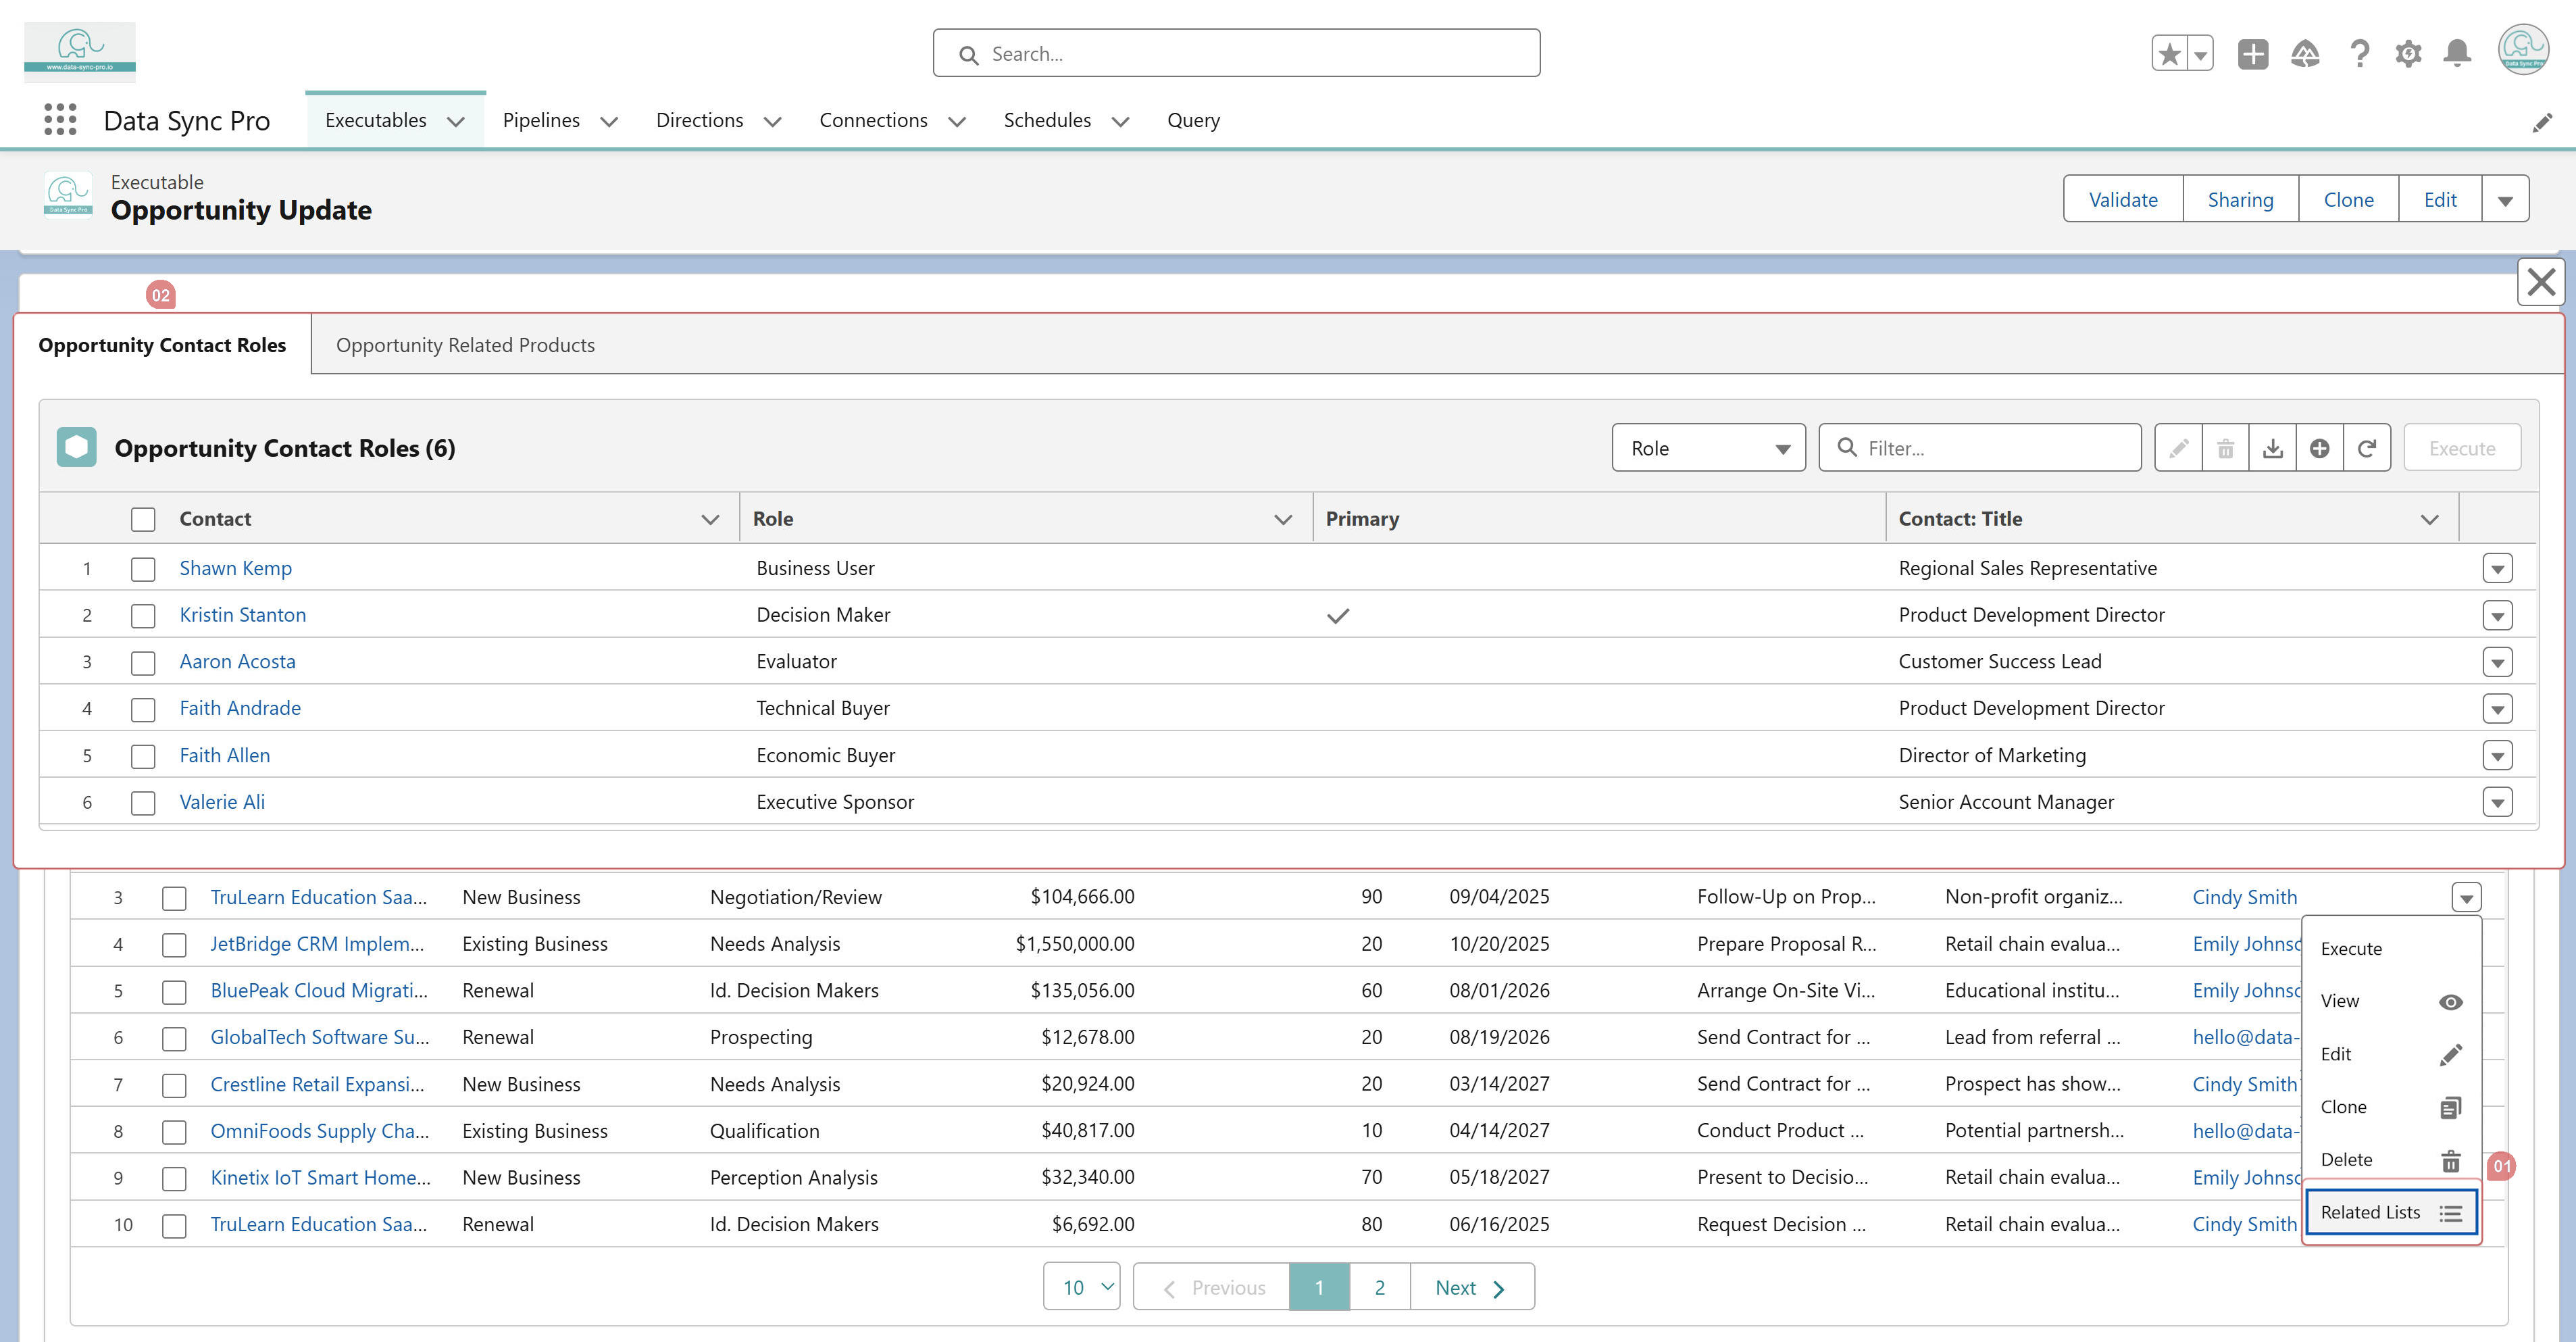 www.data-sync-pro.io
Search...
Data Sync Pro
Data Sync Pro Executables Pipelines Directions Connections Schedules Query
Data Sync Pro
Executable
Opportunity Update
Validate Sharing Clone Edit
02
Opportunity Contact Roles Opportunity Related Products
Opportunity Contact Roles (6) Role Filter... Execute
Contact Role Primary Contact: Title
1 Shawn Kemp Business User Regional Sales Representative
2 Kristin Stanton Decision Maker Product Development Director
3 Aaron Acosta Evaluator Customer Success Lead
4 Faith Andrade Technical Buyer Product Development Director
5 Faith Allen Economic Buyer Director of Marketing
6 Valerie Ali Executive Sponsor Senior Account Manager
3 TruLearn Education Saa... New Business Negotiation/Review $104,666.00 90 09/04/2025 Follow-Up on Prop... Non-profit organiz... Cindy Smith
4 JetBridge CRM Implem... Existing Business Needs Analysis $1,550,000.00 20 10/20/2025 Prepare Proposal R... Retail chain evalua... Emily Johnsc
5 BluePeak Cloud Migrati... Renewal Id. Decision Makers $135,056.00 60 08/01/2026 Arrange On-Site Vi... Educational institu... Emily Johnsc
6 GlobalTech Software Su... Renewal Prospecting $12,678.00 20 08/19/2026 Send Contract for ... Lead from referral ... hello@data-
7 Crestline Retail Expansi... New Business Needs Analysis $20,924.00 20 03/14/2027 Send Contract for ... Prospect has show... Cindy Smith
8 OmniFoods Supply Cha... Existing Business Qualification $40,817.00 10 04/14/2027 Conduct Product ... Potential partnersh... hello@data-
9 Kinetix IoT Smart Home... New Business Perception Analysis $32,340.00 70 05/18/2027 Present to Decisio... Retail chain evalua... Emily Johnsc
10 TruLearn Education Saa... Renewal Id. Decision Makers $6,692.00 80 06/16/2025 Request Decision ... Retail chain evalua... Cindy Smith
Execute
View
Edit
Clone
Delete
01
Related Lists
10 Previous 1 2 Next